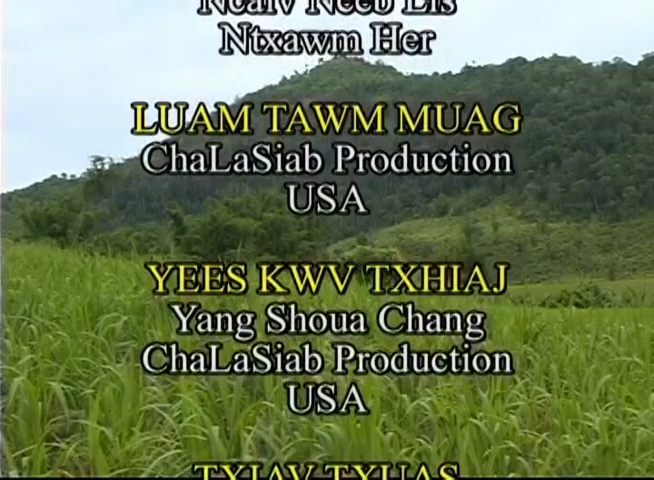 Ntxawm Her
LUAM TAWM MUAG
ChaLaSiab Production
USA
YEES KWV TXHIAJ
Yang Shoua Chang
ChaLaSiab Production
USA